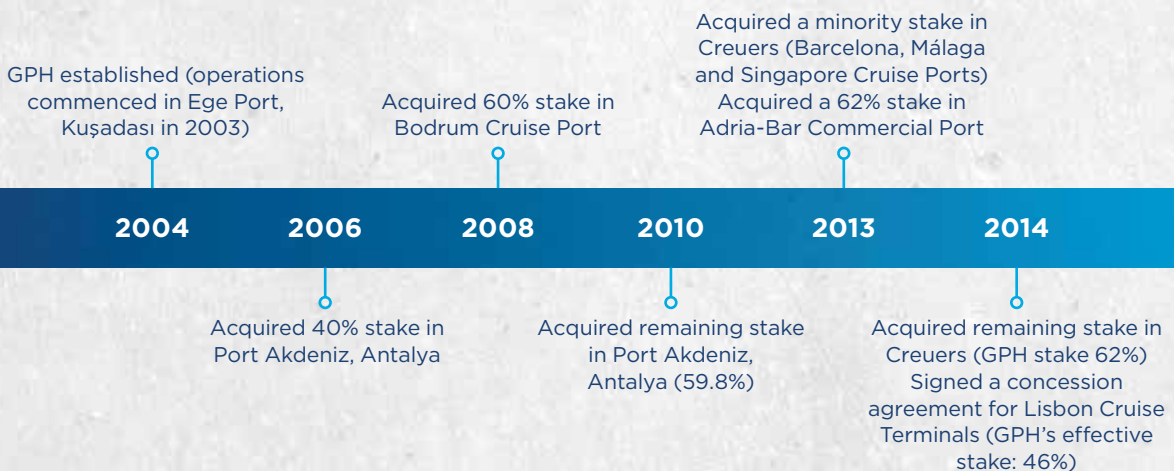 GPH established (operations
commenced in Ege Port,
Kuşadası in 2003)
Acquired 60% stake in
Bodrum Cruise Port
Acquired a minority stake in
Creuers (Barcelona, Málaga
and Singapore Cruise Ports)
Acquired a 62% stake in
Adria-Bar Commercial Port
2004
2006
2008
2010
2013
2014
Acquired 40% stake in
Port Akdeniz, Antalya
Acquired remaining stake
in Port Akdeniz,
Antalya (59.8%)
Acquired remaining stake in
Creuers (GPH stake 62%)
Signed a concession
agreement for Lisbon Cruise
Terminals (GPH’s effective
stake: 46%)